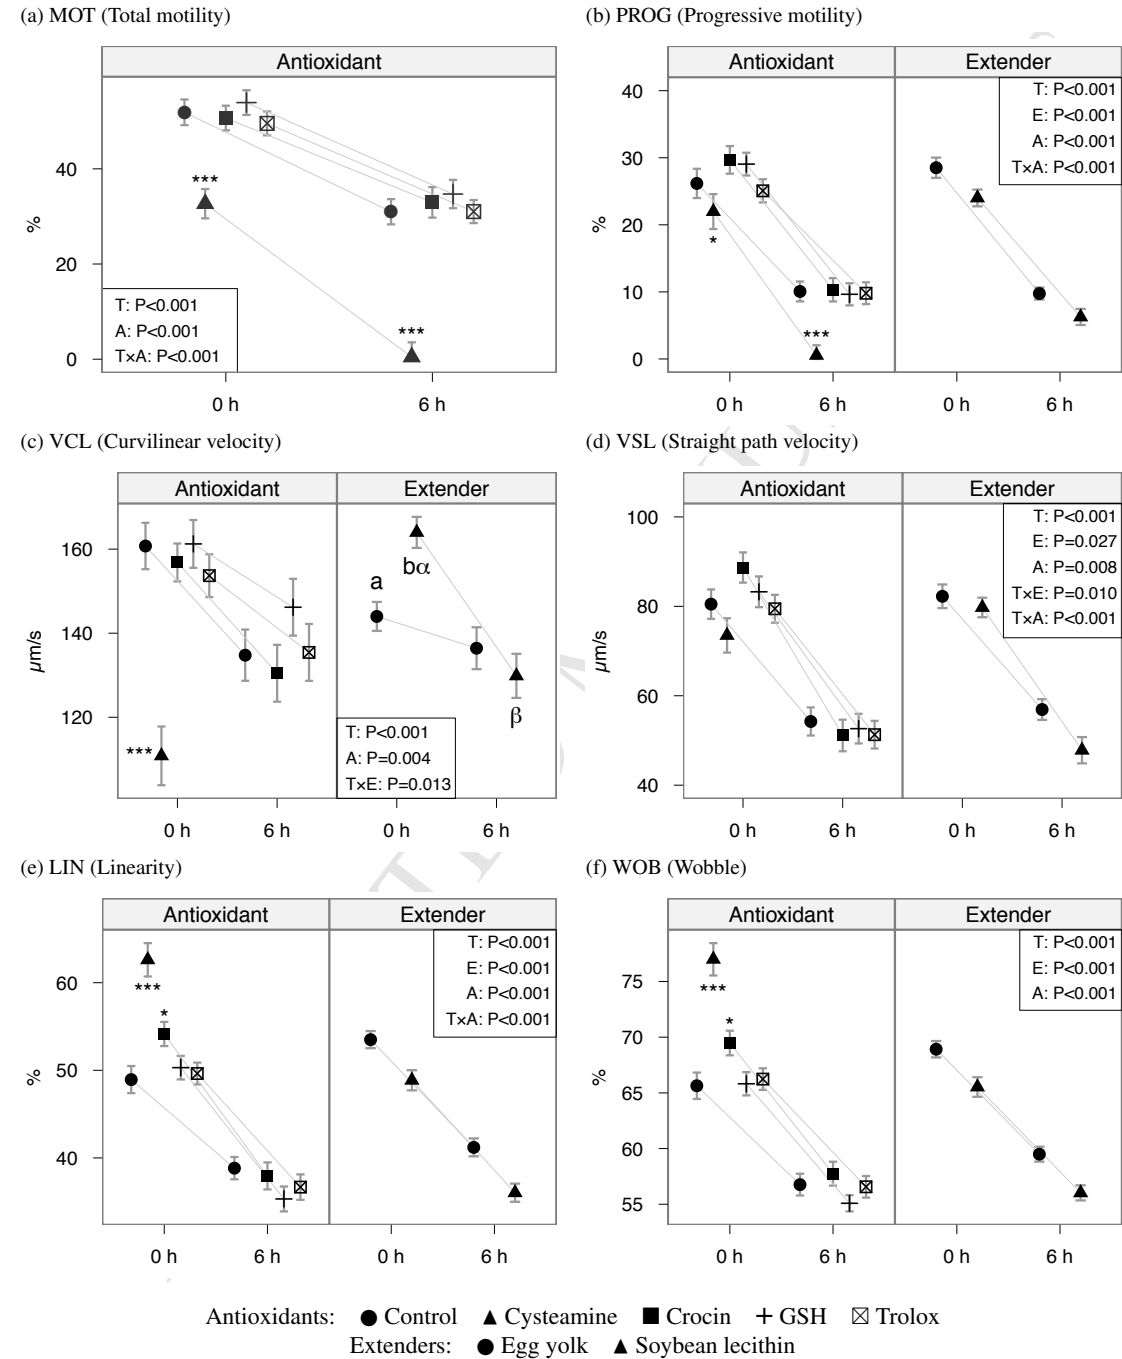 (a) MOT (Total motility)
Antioxidant
%
40
20
0
***
***
T: P<0.001
A: P<0.001
T×A: P<0.001
0 h
6 h
(b) PROG (Progressive motility)
Antioxidant
Extender
%
40
30
20
10
0
*
***
T: P<0.001
E: P<0.001
A: P<0.001
T×A: P<0.001
0 h
6 h
0 h
6 h
(c) VCL (Curvilinear velocity)
Antioxidant
Extender
µm/s
160
140
120
***
a
bα
β
T: P<0.001
A: P=0.004
T×E: P=0.013
0 h
6 h
0 h
6 h
(d) VSL (Straight path velocity)
Antioxidant
Extender
µm/s
100
80
60
40
T: P<0.001
E: P=0.027
A: P=0.008
T×E: P=0.010
T×A: P<0.001
0 h
6 h
0 h
6 h
(e) LIN (Linearity)
Antioxidant
Extender
%
60
50
40
***
*
T: P<0.001
E: P<0.001
A: P<0.001
T×A: P<0.001
0 h
6 h
0 h
6 h
(f) WOB (Wobble)
Antioxidant
Extender
%
75
70
65
60
55
***
*
T: P<0.001
E: P<0.001
A: P<0.001
0 h
6 h
0 h
6 h
Antioxidants: Control Cysteamine Crocin GSH Trolox
Extenders: Egg yolk Soybean lecithin